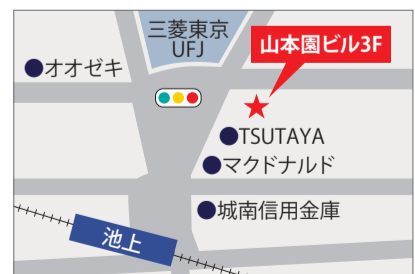 三菱東京
UFJ
山本園ビル3F
●オオゼキ
●TSUTAYA
●マクドナルド
●城南信用金庫
池上